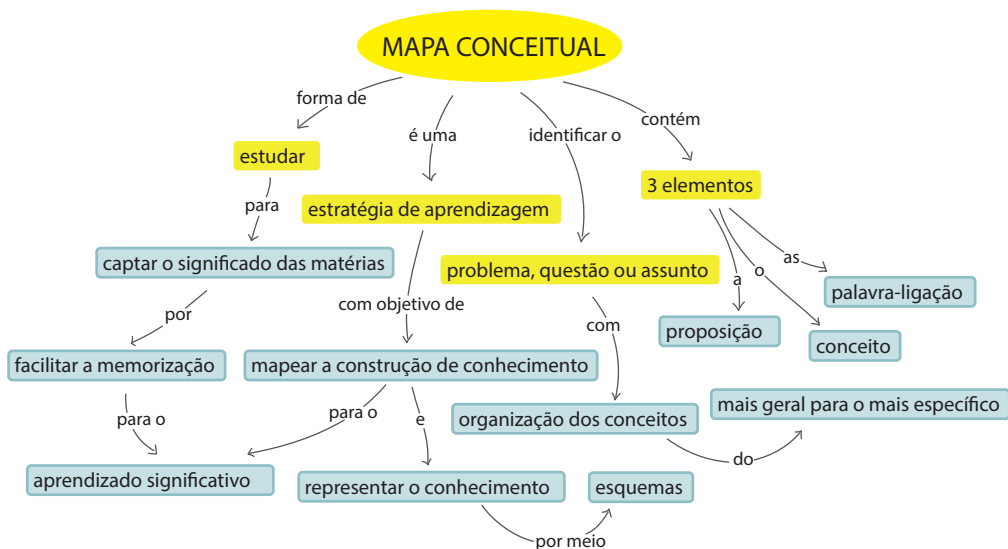 MAPA CONCEITUAL
forma de
é uma
identificar o
contém
estudar
3 elementos
para
estratégia de aprendizagem
captar o significado das matérias
problema, questão ou assunto
a
o
as
palavra-ligação
por
com objetivo de
com
proposição
conceito
facilitar a memorização
mapear a construção de conhecimento
mais geral para o mais específico
para o
para o
e
organização dos conceitos
do
aprendizado significativo
representar o conhecimento
esquemas
por meio